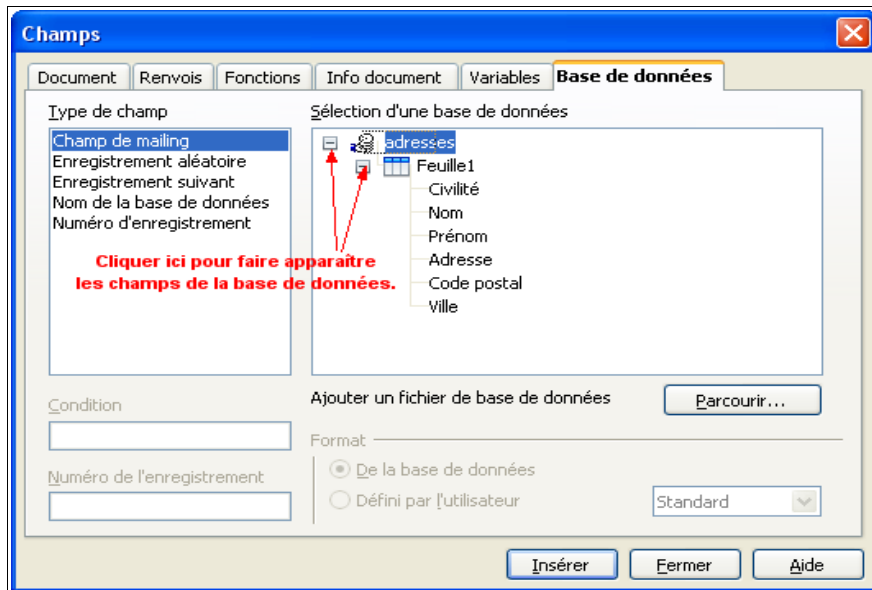 Champs
Document Renvois Fonctions Info document Variables Base de données
Type de champ
Sélection d'une base de données
Champ de mailing
Enregistrement aléatoire
Enregistrement suivant
Nom de la base de données
Numéro d'enregistrement
adresses
Feuille1
Civilité
Nom
Prénom
Adresse
Code postal
Ville
Cliquer ici pour faire apparaître
les champs de la base de données.
Condition
Numéro de l'enregistrement
Ajouter un fichier de base de données
Parcourir...
Format
De la base de données
Défini par l'utilisateur
Standard
Insérer Fermer Aide